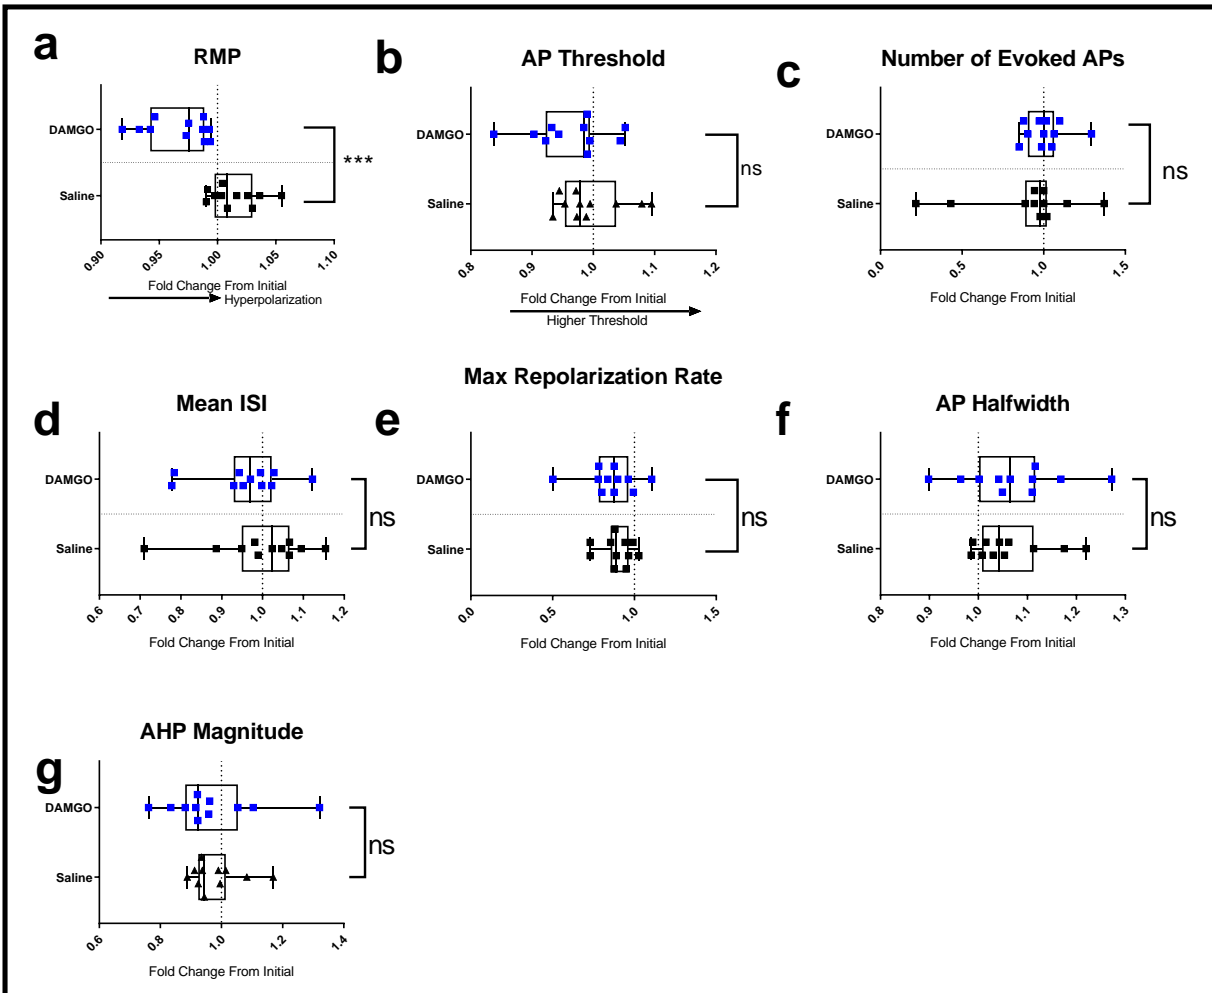 a
RMP
DAMGO
Saline
***
0.90
0.95
1.00
1.05
1.10
Fold Change From Initial
Hyperpolarization
b
AP Threshold
DAMGO
Saline
ns
0.8
0.9
1.0
1.1
1.2
Fold Change From Initial
Higher Threshold
c
Number of Evoked APs
DAMGO
Saline
ns
0.0
0.5
1.0
1.5
Fold Change From Initial
d
Mean ISI
DAMGO
Saline
ns
0.6
0.7
0.8
0.9
1.0
1.1
1.2
Fold Change From Initial
e
Max Repolarization Rate
DAMGO
Saline
ns
0.0
0.5
1.0
1.5
Fold Change From Initial
f
AP Halfwidth
DAMGO
Saline
ns
0.8
0.9
1.0
1.1
1.2
1.3
Fold Change From Initial
g
AHP Magnitude
DAMGO
Saline
ns
0.6
0.8
1.0
1.2
1.4
Fold Change From Initial